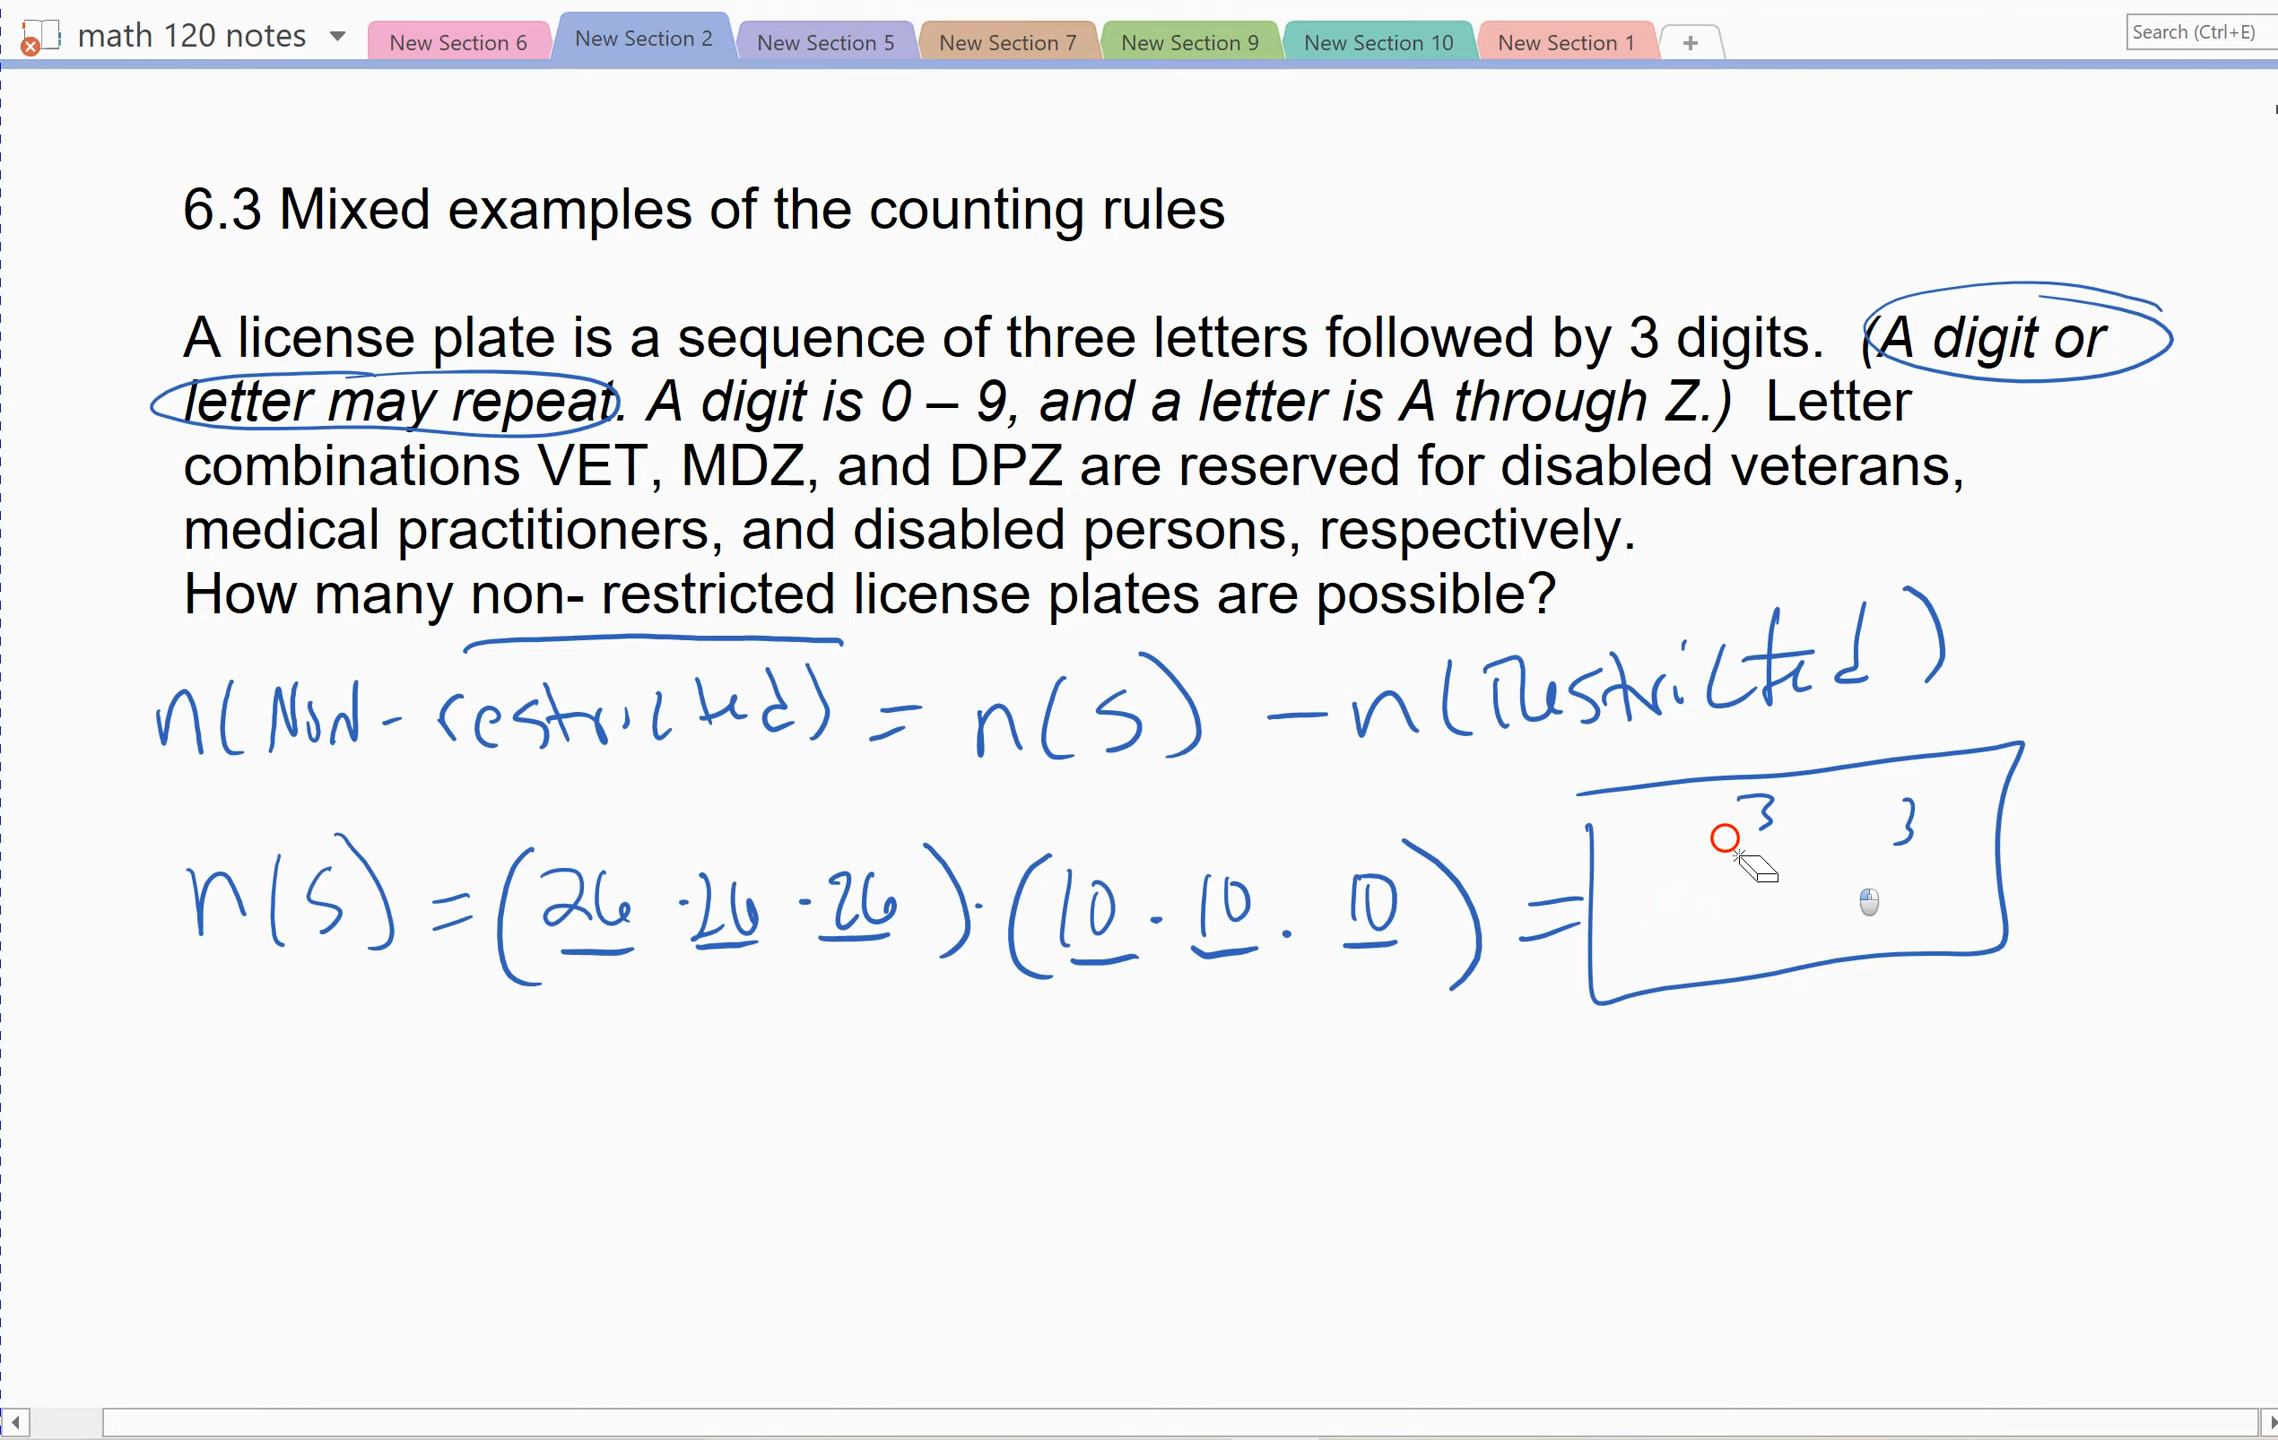 math 120 notes New Section 6 New Section 2 New Section 5 New Section 7 New Section 9 New Section 10 New Section 1 + Search (Ctrl+E)
6.3 Mixed examples of the counting rules
A license plate is a sequence of three letters followed by 3 digits. (A digit or
letter may repeat. A digit is 0 – 9, and a letter is A through Z.) Letter
combinations VET, MDZ, and DPZ are reserved for disabled veterans,
medical practitioners, and disabled persons, respectively.
How many non- restricted license plates are possible?
n(Non-restricted) = n(S) - n(Restricted)
n(S) = (26 · 26 · 26) · (10 · 10 · 10) = 3 3